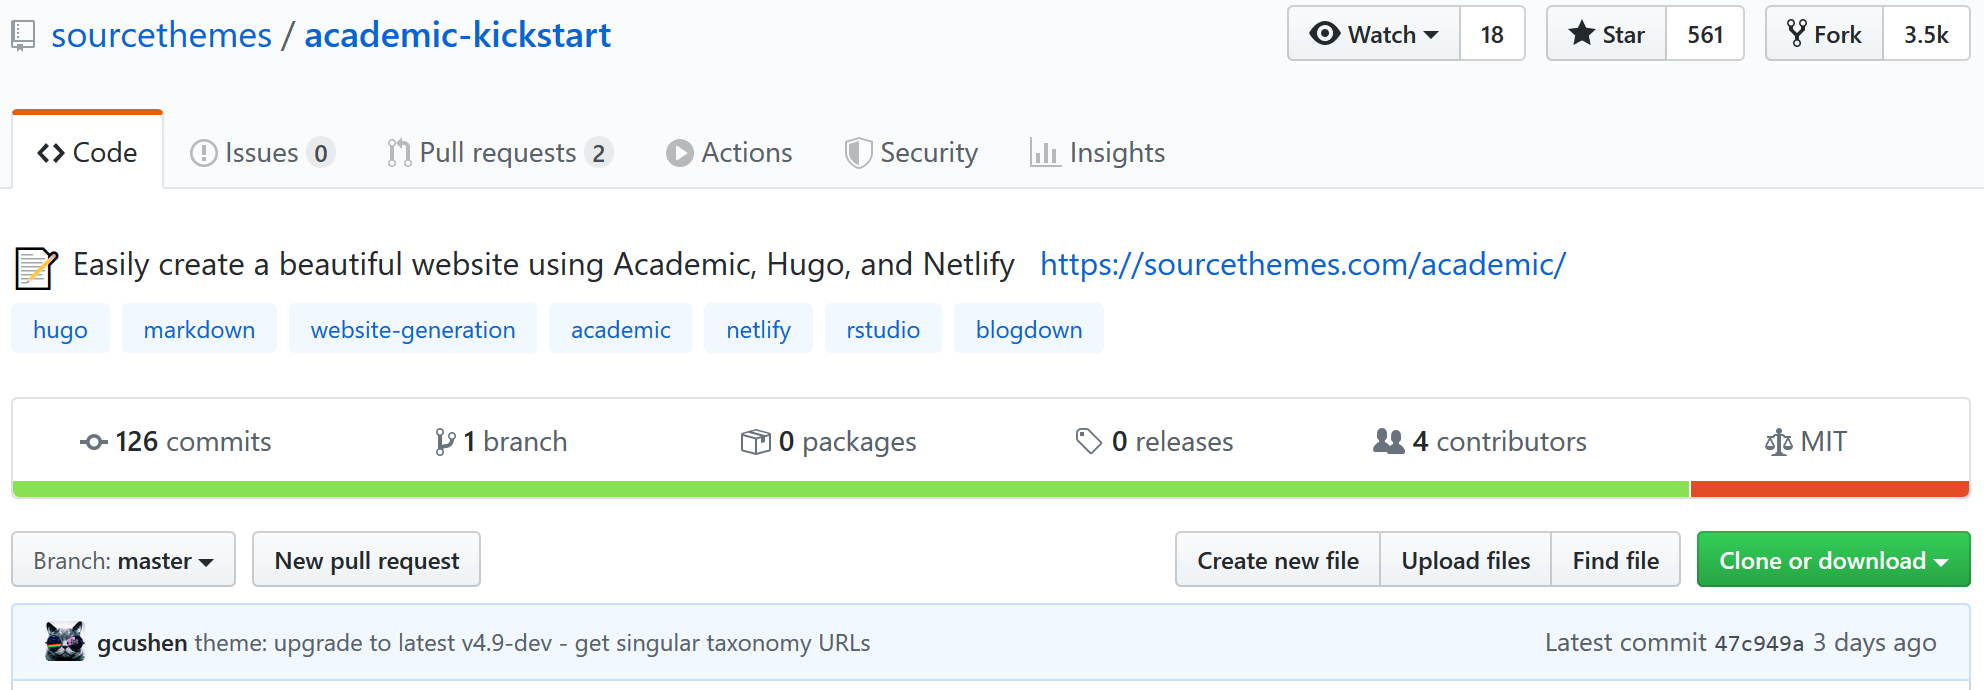 sourcethemes / academic-kickstart Watch 18 Star 561 Fork 3.5k
Code Issues 0 Pull requests 2 Actions Security Insights
Easily create a beautiful website using Academic, Hugo, and Netlify https://sourcethemes.com/academic/
hugo markdown website-generation academic netlify rstudio blogdown
126 commits 1 branch 0 packages 0 releases 4 contributors MIT
Branch: master New pull request Create new file Upload files Find file Clone or download
gcushen theme: upgrade to latest v4.9-dev - get singular taxonomy URLs Latest commit 47c949a 3 days ago